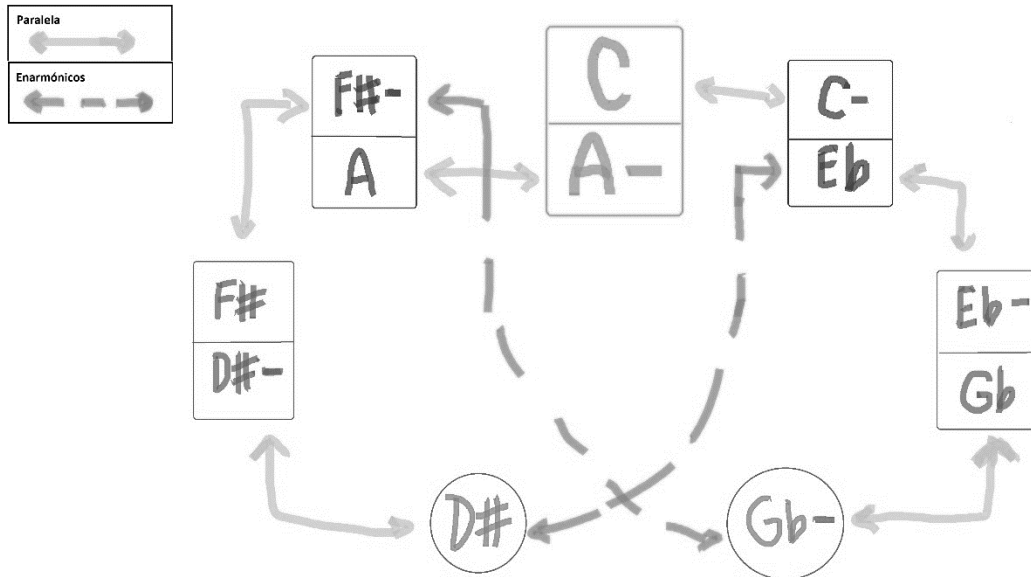 Paralela
Enarmónicos
F#-
A
C
A-
C-
Eb
F#
D#-
Eb-
Gb
D#
Gb-